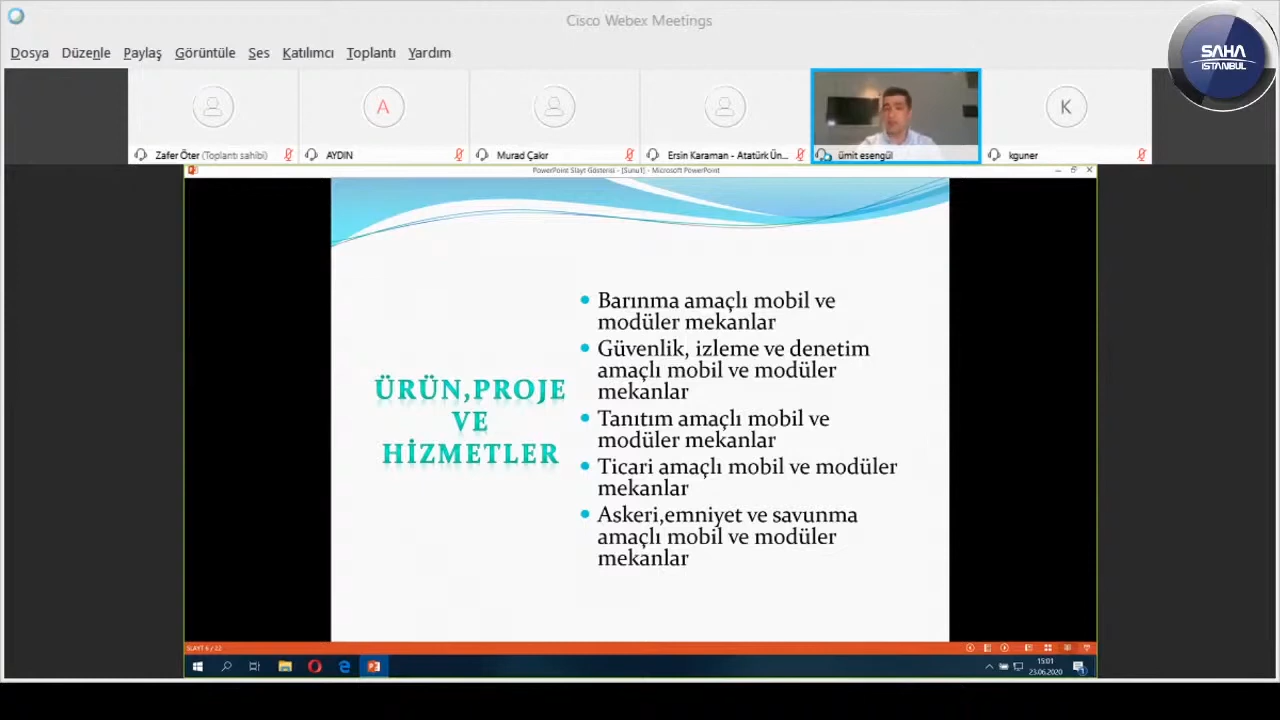 Cisco Webex Meetings
SAHA
İSTANBUL
Dosya Düzenle Paylaş Görüntüle Ses Katılımcı Toplantı Yardım
A
K
Zafer Öter (Toplantı sahibi)
AYDIN
Murad Çakır
Ersin Karaman - Atatürk Ün...
ümit esengül
kguner
PowerPoint Slayt Gösterisi - [Sunu1] - Microsoft PowerPoint
ÜRÜN,PROJE
VE
HİZMETLER
Barınma amaçlı mobil ve
modüler mekanlar
Güvenlik, izleme ve denetim
amaçlı mobil ve modüler
mekanlar
Tanıtım amaçlı mobil ve
modüler mekanlar
Ticari amaçlı mobil ve modüler
mekanlar
Askeri,emniyet ve savunma
amaçlı mobil ve modüler
mekanlar
SLAYT 6 / 22
15:01
23.06.2020